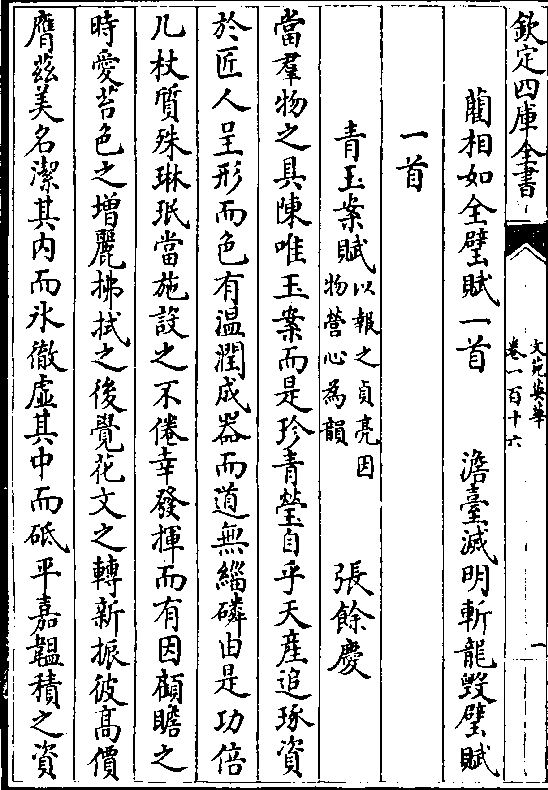 欽定四庫全書
文苑英華
卷一百十六
一
藺相如全璧賦一首 澹臺滅明斬龍毀璧賦
一首
青玉案賦 以報之貞亮因
物營心為韻 張餘慶
當羣物之具陳唯玉案而是珍青瑩自乎天産追琢資
於匠人呈形而色有温潤成器而道無緇磷由是功倍
几杖質殊琳珉當施設之不倦幸發揮而有因顧瞻之
時愛苔色之增麗拂拭之後覺花文之轉新振彼髙價
膺兹美名潔其内而氷徹虚其中而砥平嘉韞積之資